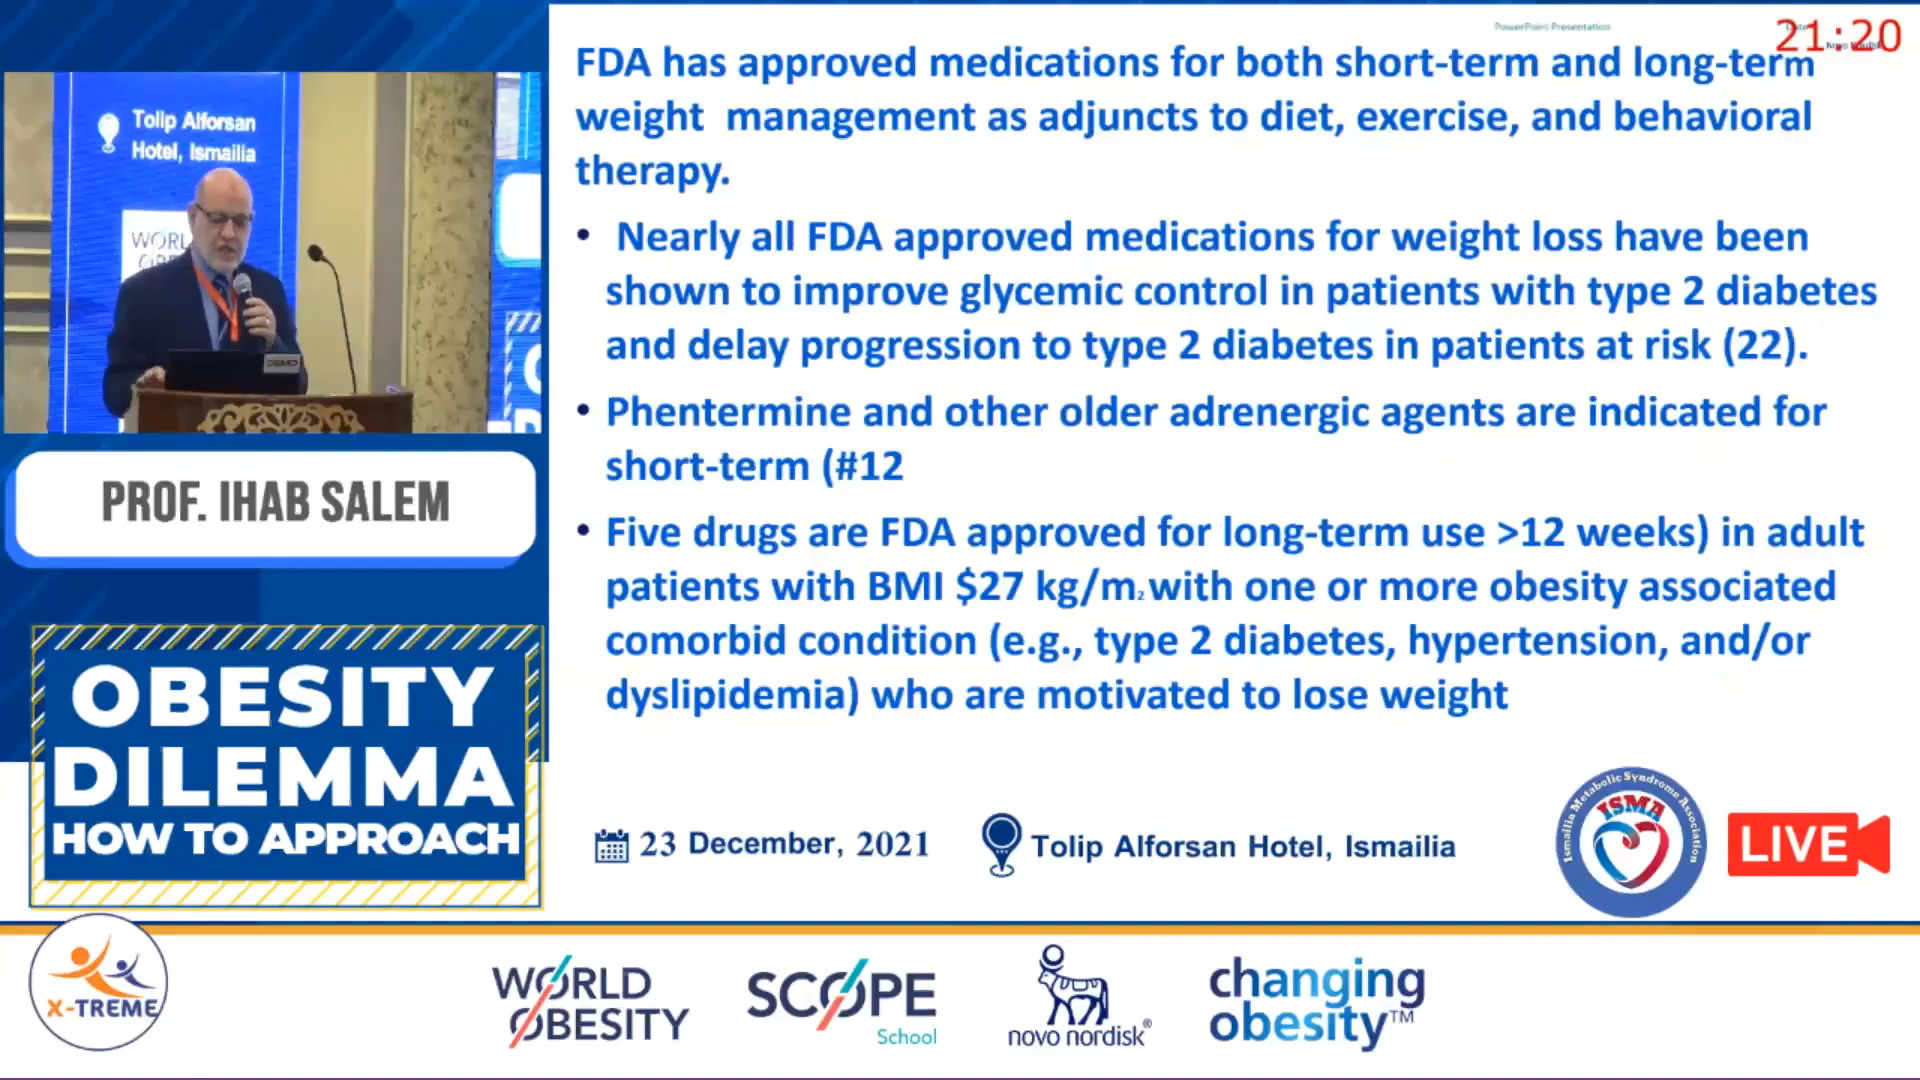 PowerPoint Presentation
21:20
FDA has approved medications for both short-term and long-term
weight management as adjuncts to diet, exercise, and behavioral
therapy.
• Nearly all FDA approved medications for weight loss have been
shown to improve glycemic control in patients with type 2 diabetes
and delay progression to type 2 diabetes in patients at risk (22).
• Phentermine and other older adrenergic agents are indicated for
short-term (#12
• Five drugs are FDA approved for long-term use >12 weeks) in adult
patients with BMI $27 kg/m2 with one or more obesity associated
comorbid condition (e.g., type 2 diabetes, hypertension, and/or
dyslipidemia) who are motivated to lose weight
Tolip Alforsan
Hotel, Ismailia
DEMO
PROF. IHAB SALEM
OBESITY
DILEMMA
HOW TO APPROACH
23 December, 2021
Tolip Alforsan Hotel, Ismailia
Ismailia Metabolic Syndrome Association
ISMA
LIVE
X-TREME
WORLD
OBESITY
SCOPE
School
novo nordisk®
changing
obesity™